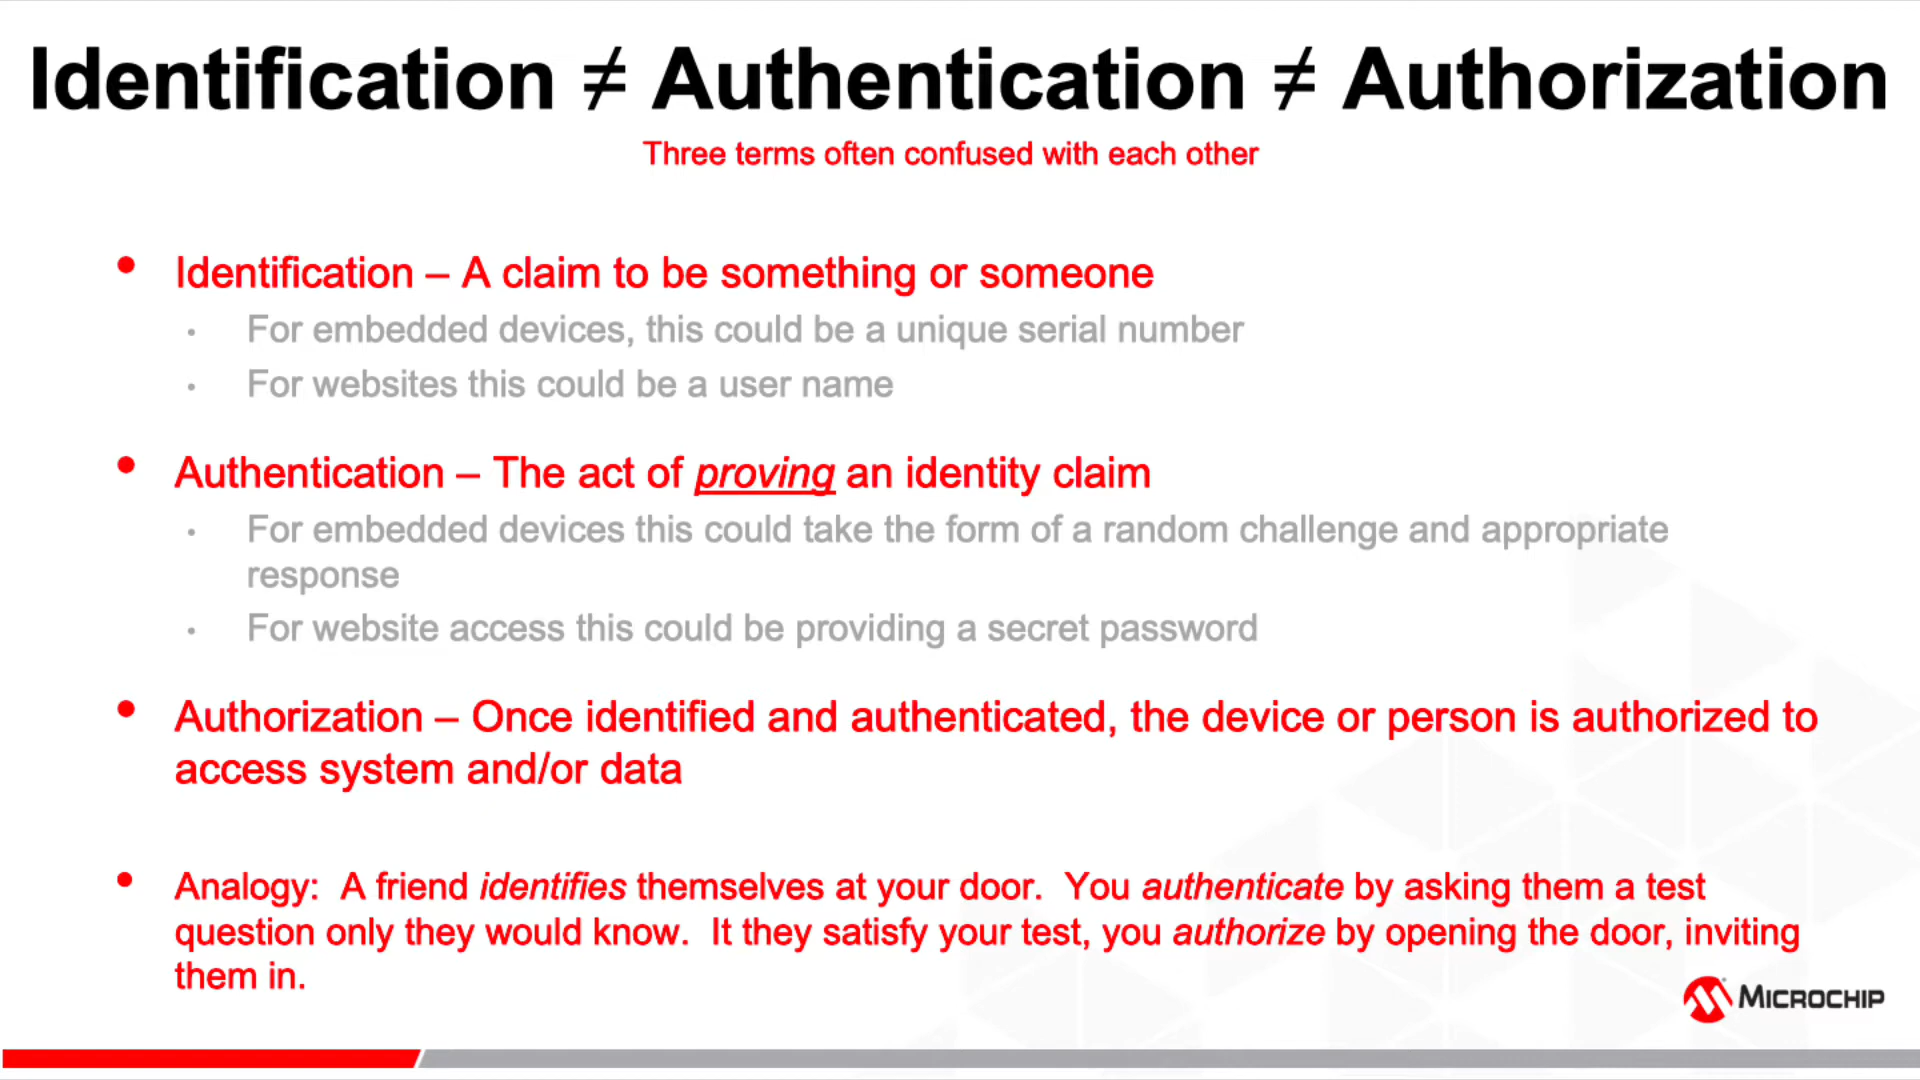 Identification ≠ Authentication ≠ Authorization
Three terms often confused with each other
• Identification – A claim to be something or someone
• For embedded devices, this could be a unique serial number
• For websites this could be a user name
• Authentication – The act of proving an identity claim
• For embedded devices this could take the form of a random challenge and appropriate
response
• For website access this could be providing a secret password
• Authorization – Once identified and authenticated, the device or person is authorized to
access system and/or data
• Analogy:  A friend identifies themselves at your door.  You authenticate by asking them a test
question only they would know.  It they satisfy your test, you authorize by opening the door, inviting
them in.
MICROCHIP